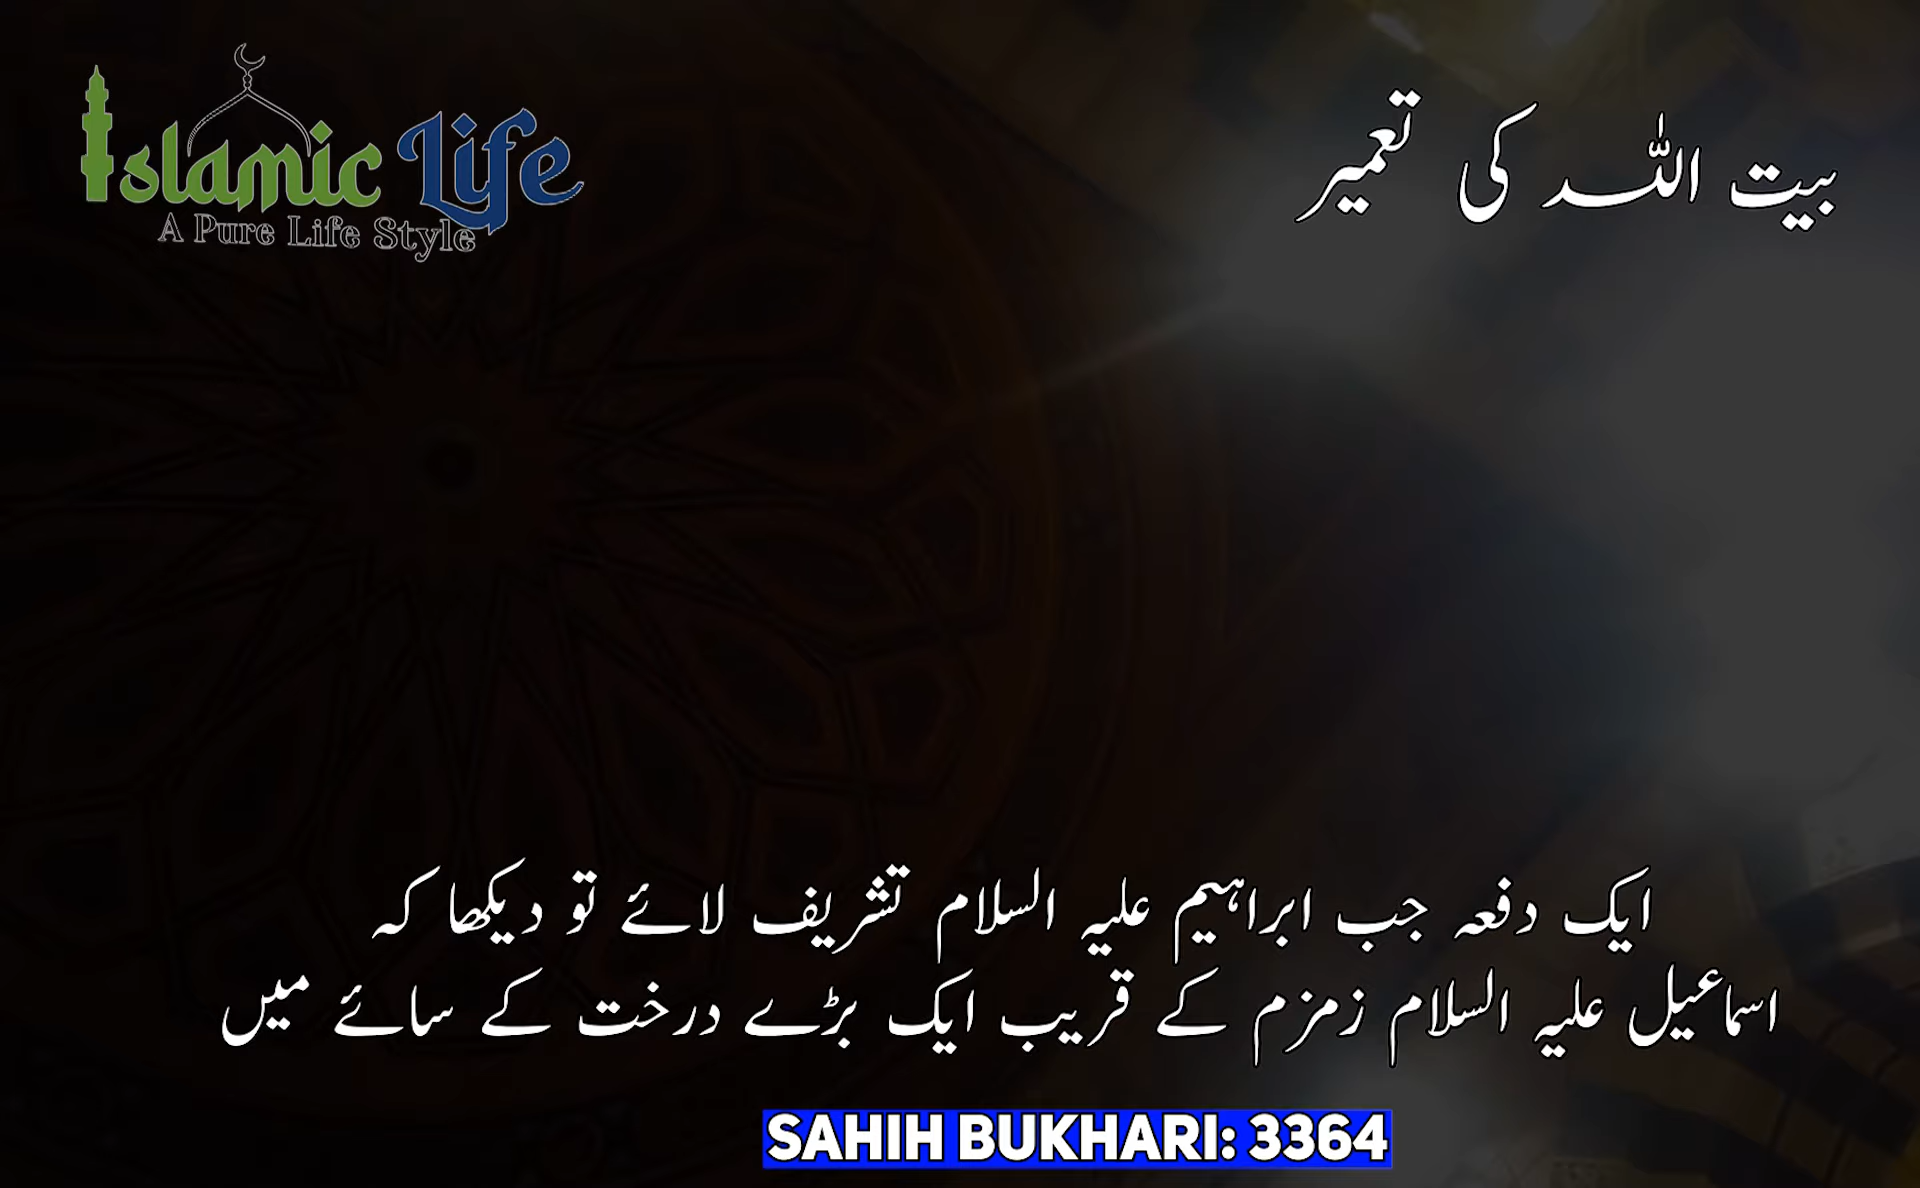 Islamic Life
A Pure Life Style
بیت اللہ کی تعمیر
ایک دفعہ جب ابراہیم علیہ السلام تشریف لائے تو دیکھا کہ
اسماعیل علیہ السلام زمزم کے قریب ایک بڑے درخت کے سائے میں
SAHIH BUKHARI: 3364